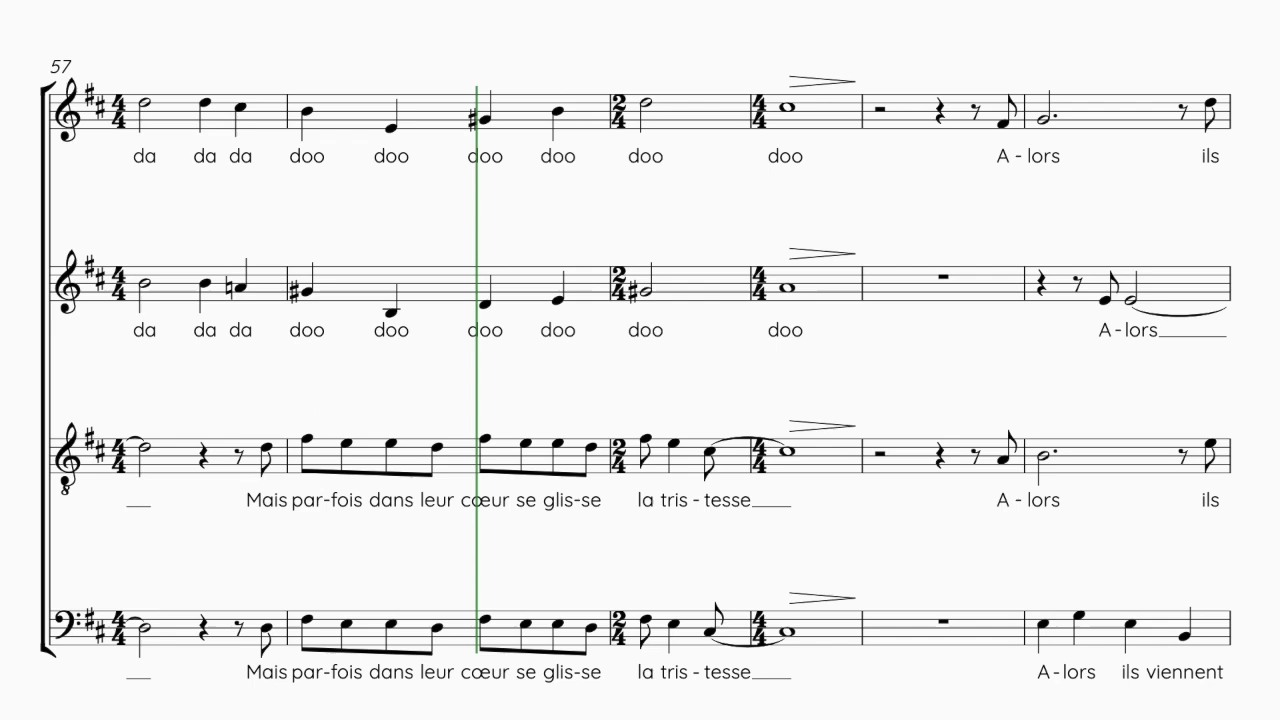 57
da da da doo doo doo doo doo doo A - lors ils
da da da doo doo doo doo doo doo A - lors
Mais par-fois dans leur cœur se glis-se la tris - tesse A - lors ils
Mais par-fois dans leur cœur se glis-se la tris - tesse A - lors ils viennent